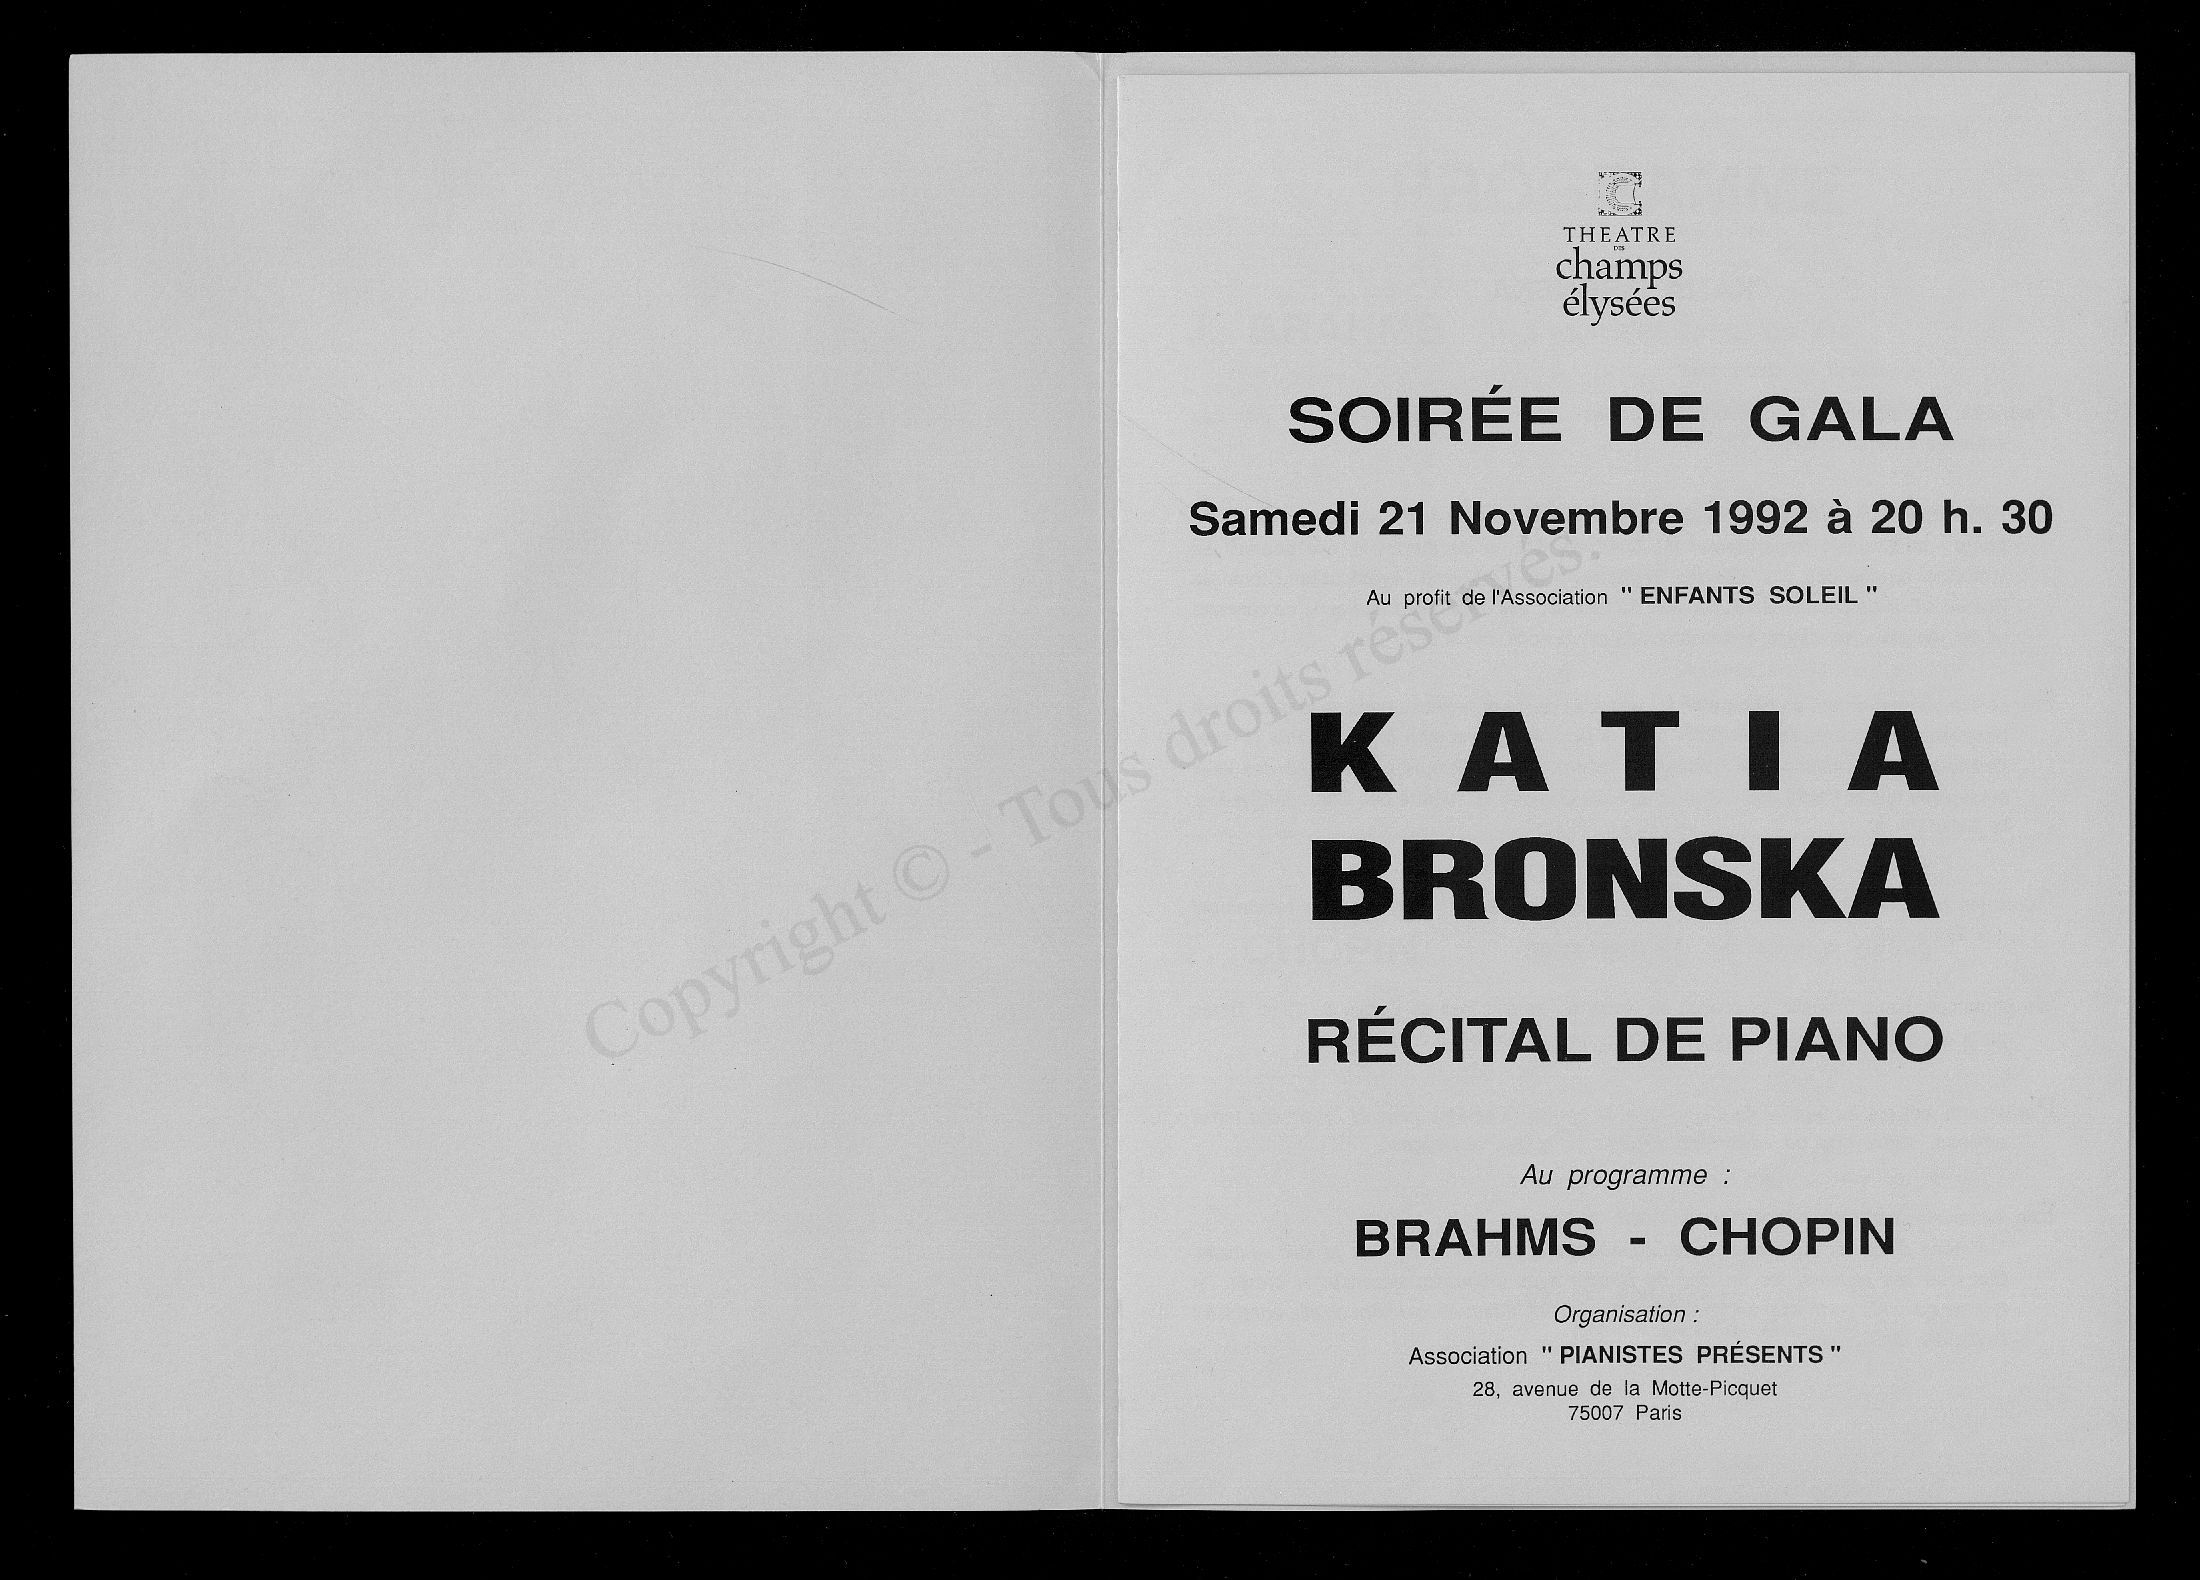 THEATRE
DES
champs
élysées
SOIRÉE DE GALA
Samedi 21 Novembre 1992 à 20 h. 30
Au profit de l'Association " ENFANTS SOLEIL "
KATIA
BRONSKA
RÉCITAL DE PIANO
Au programme :
BRAHMS - CHOPIN
Organisation :
Association " PIANISTES PRÉSENTS "
28, avenue de la Motte-Picquet
75007 Paris
Copyright © - Tous droits réservés.